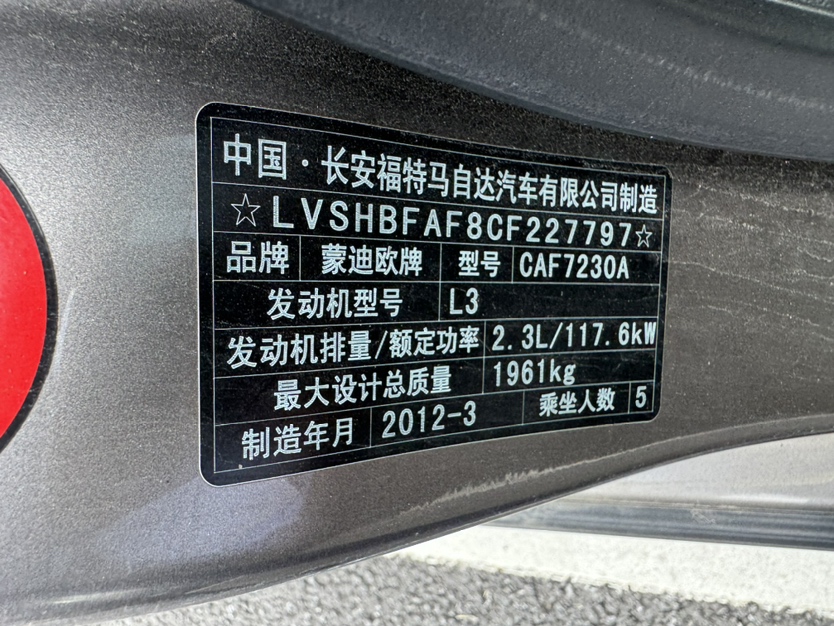 中国·长安福特马自达汽车有限公司制造
☆LVSHBFAF8CF227797☆
品牌 蒙迪欧牌 型号 CAF7230A
发动机型号 L3
发动机排量/额定功率 2.3L/117.6kW
最大设计总质量 1961kg
制造年月 2012-3 乘坐人数 5